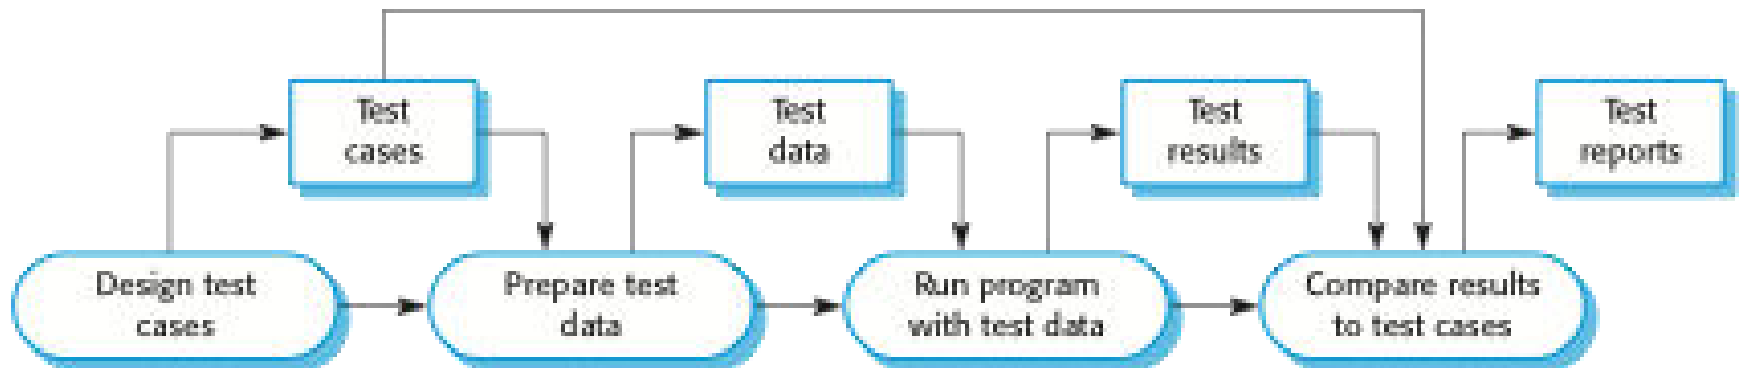 Test
cases
Test
data
Test
results
Test
reports
Design test
cases
Prepare test
data
Run program
with test data
Compare results
to test cases